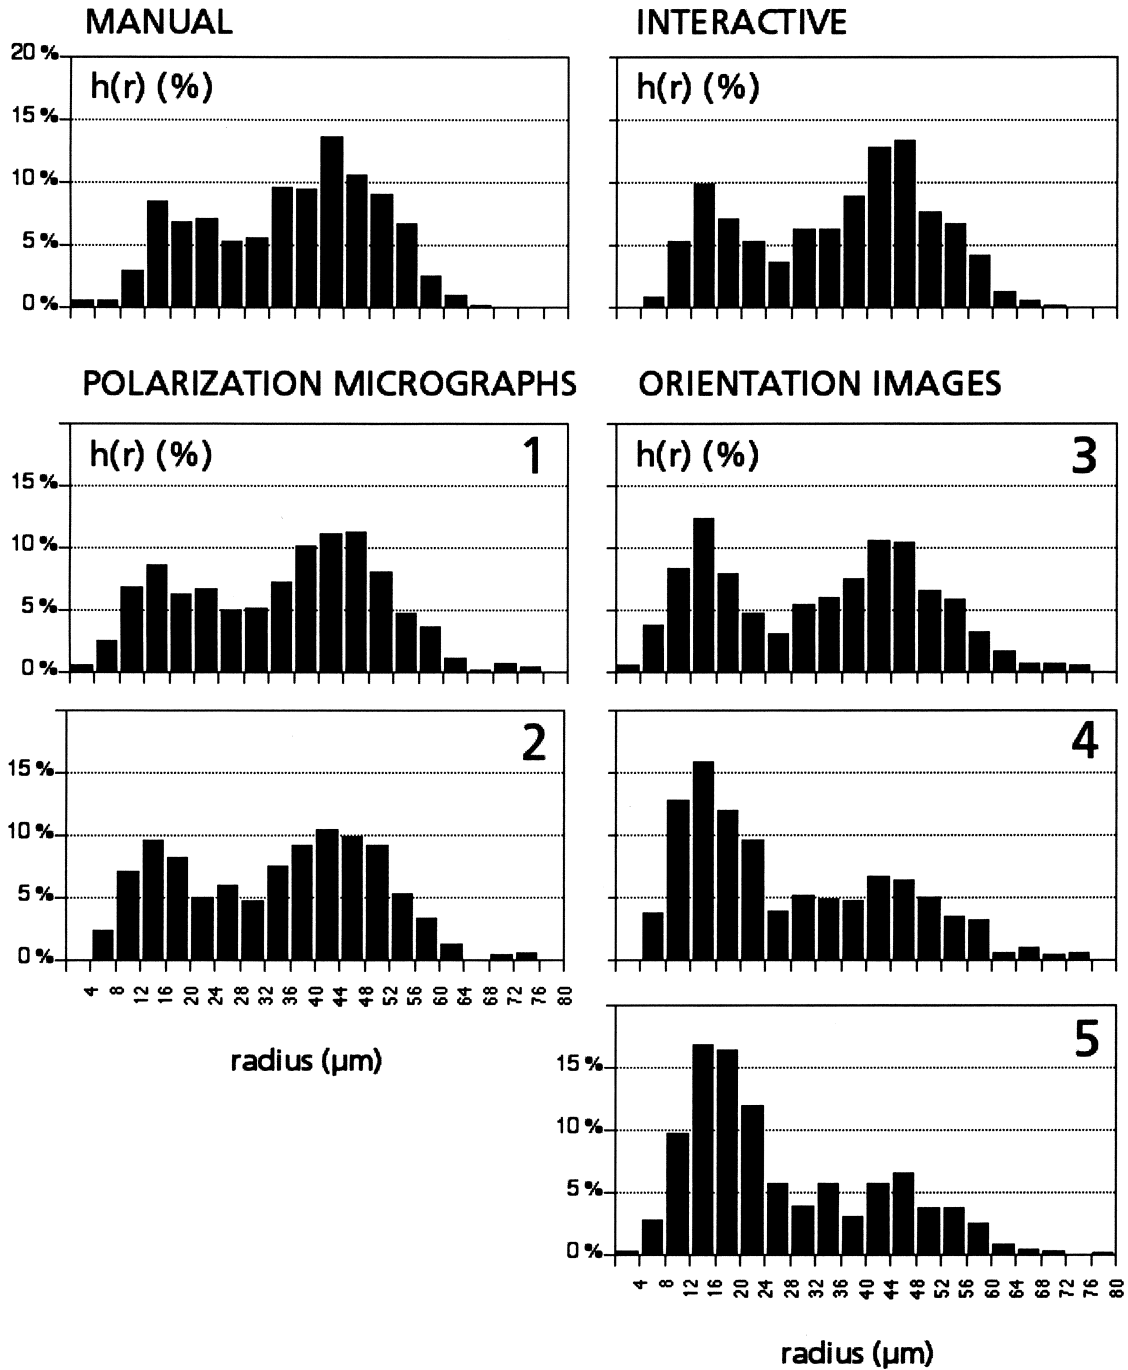 MANUAL
INTERACTIVE
20 %
h(r) (%)
h(r) (%)
15 %
10 %
5 %
0 %
POLARIZATION MICROGRAPHS
ORIENTATION IMAGES
h(r) (%)
1
h(r) (%)
3
15 %
10 %
5 %
0 %
2
4
15 %
10 %
5 %
0 %
4 8 12 16 20 24 28 32 36 40 44 48 52 56 60 64 68 72 76 80
radius (µm)
5
15 %
10 %
5 %
0 %
4 8 12 16 20 24 28 32 36 40 44 48 52 56 60 64 68 72 76 80
radius (µm)